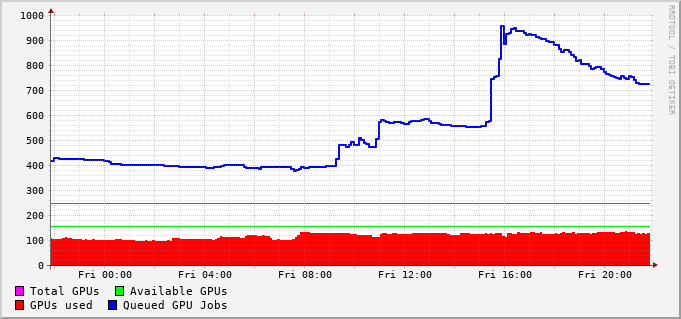 1000
900
800
700
600
500
400
300
200
100
0
Fri 00:00 Fri 04:00 Fri 08:00 Fri 12:00 Fri 16:00 Fri 20:00
Total GPUs Available GPUs
GPUs used Queued GPU Jobs
RRDTOOL / TOBI OETIKER